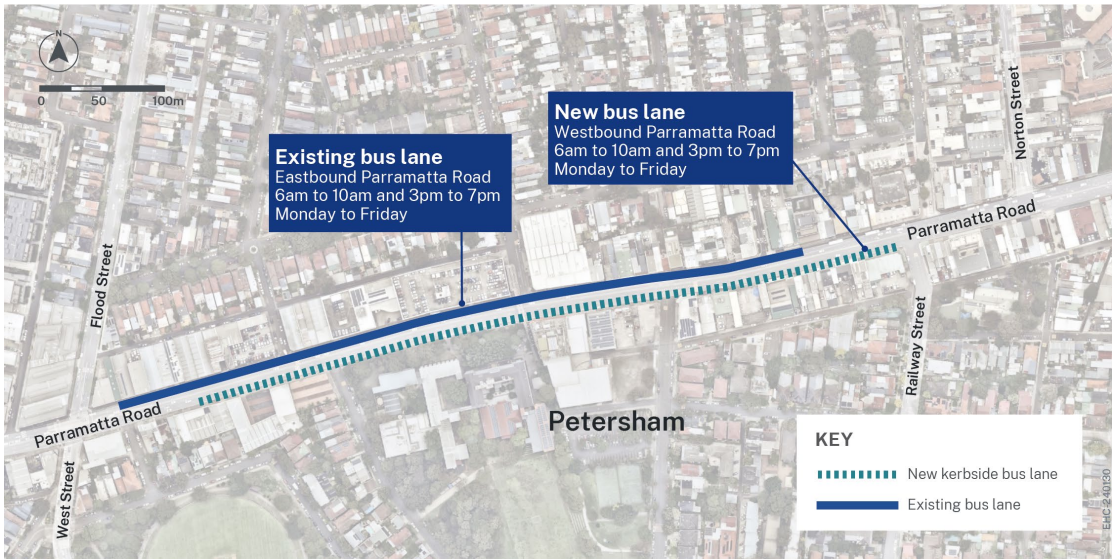 N
0 50 100m
Existing bus lane
Eastbound Parramatta Road
6am to 10am and 3pm to 7pm
Monday to Friday
New bus lane
Westbound Parramatta Road
6am to 10am and 3pm to 7pm
Monday to Friday
Norton Street
Parramatta Road
Flood Street
Railway Street
Parramatta Road
West Street
Petersham
KEY
New kerbside bus lane
Existing bus lane
EHC-240130